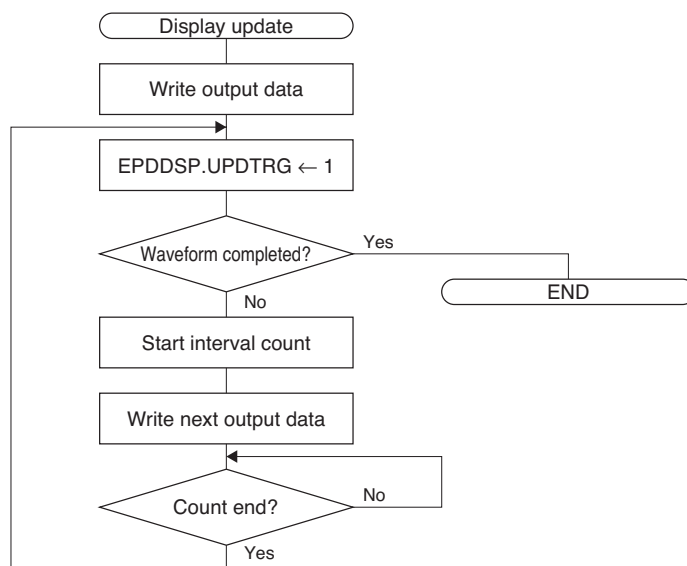 Display update
Write output data
EPDDSP.UPDTRG ← 1
Waveform completed?
Yes
END
No
Start interval count
Write next output data
Count end?
No
Yes